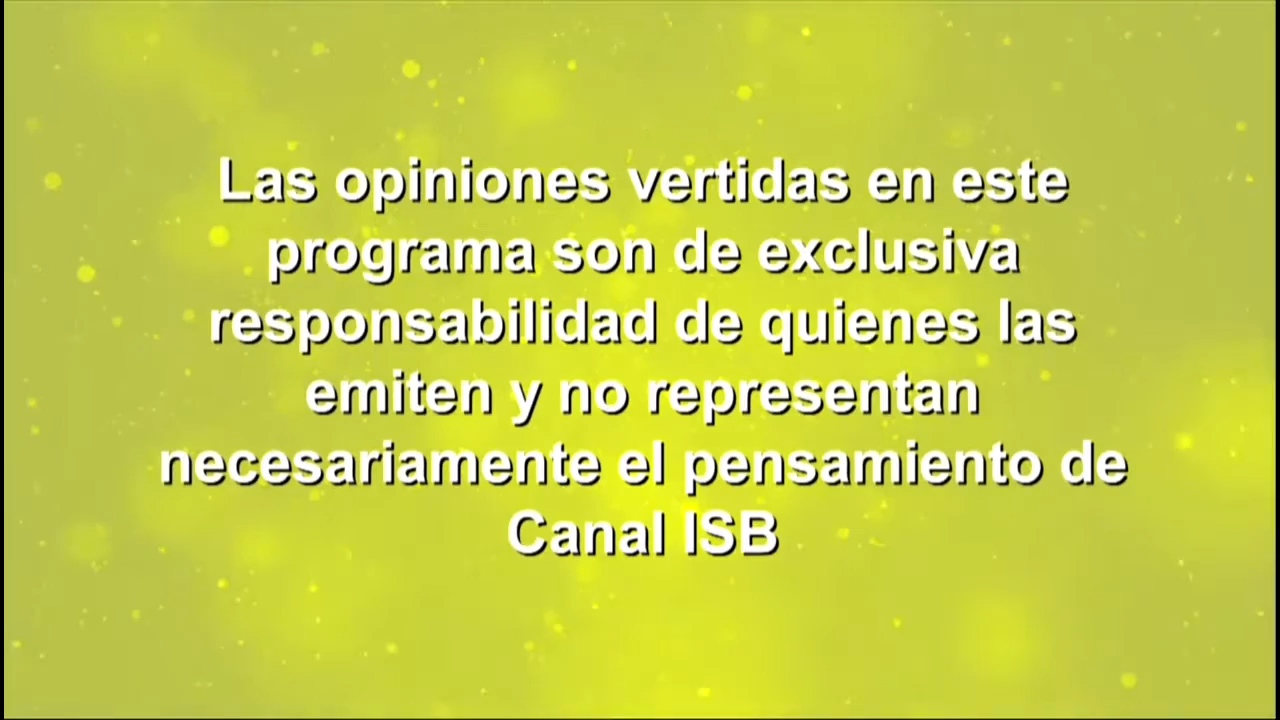 Las opiniones vertidas en este
programa son de exclusiva
responsabilidad de quienes las
emiten y no representan
necesariamente el pensamiento de
Canal ISB